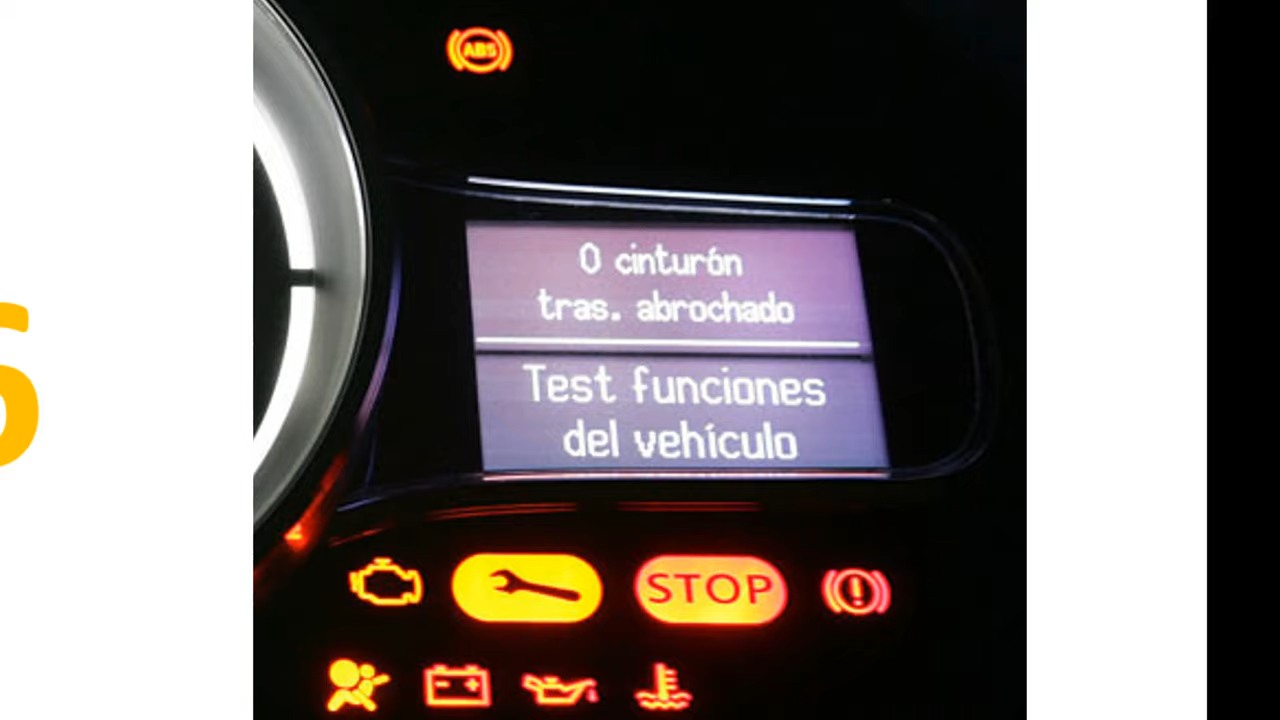 ABS
0 cinturón
tras. abrochado
Test funciones
del vehículo
STOP